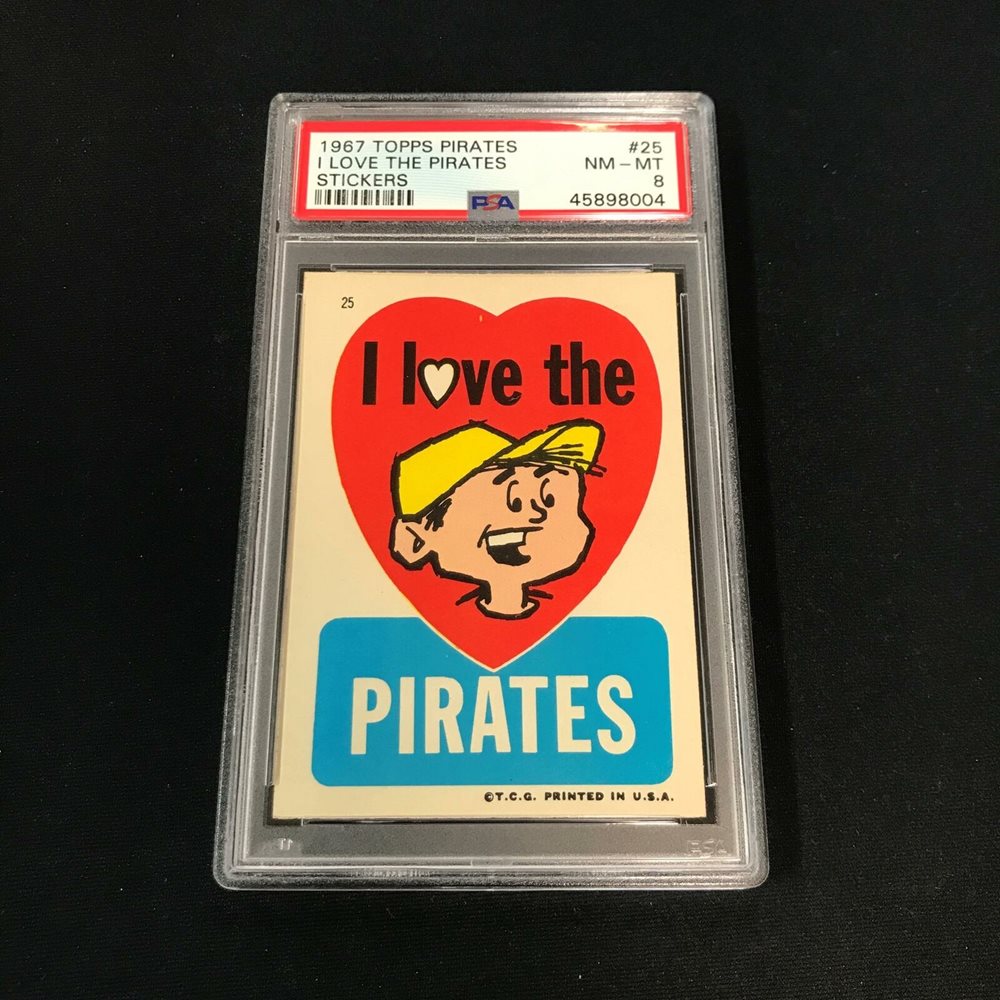 1967 TOPPS PIRATES #25
I LOVE THE PIRATES NM - MT
STICKERS 8
PSA 45898004
25
I love the
PIRATES
©T.C.G. PRINTED IN U.S.A.
PSA